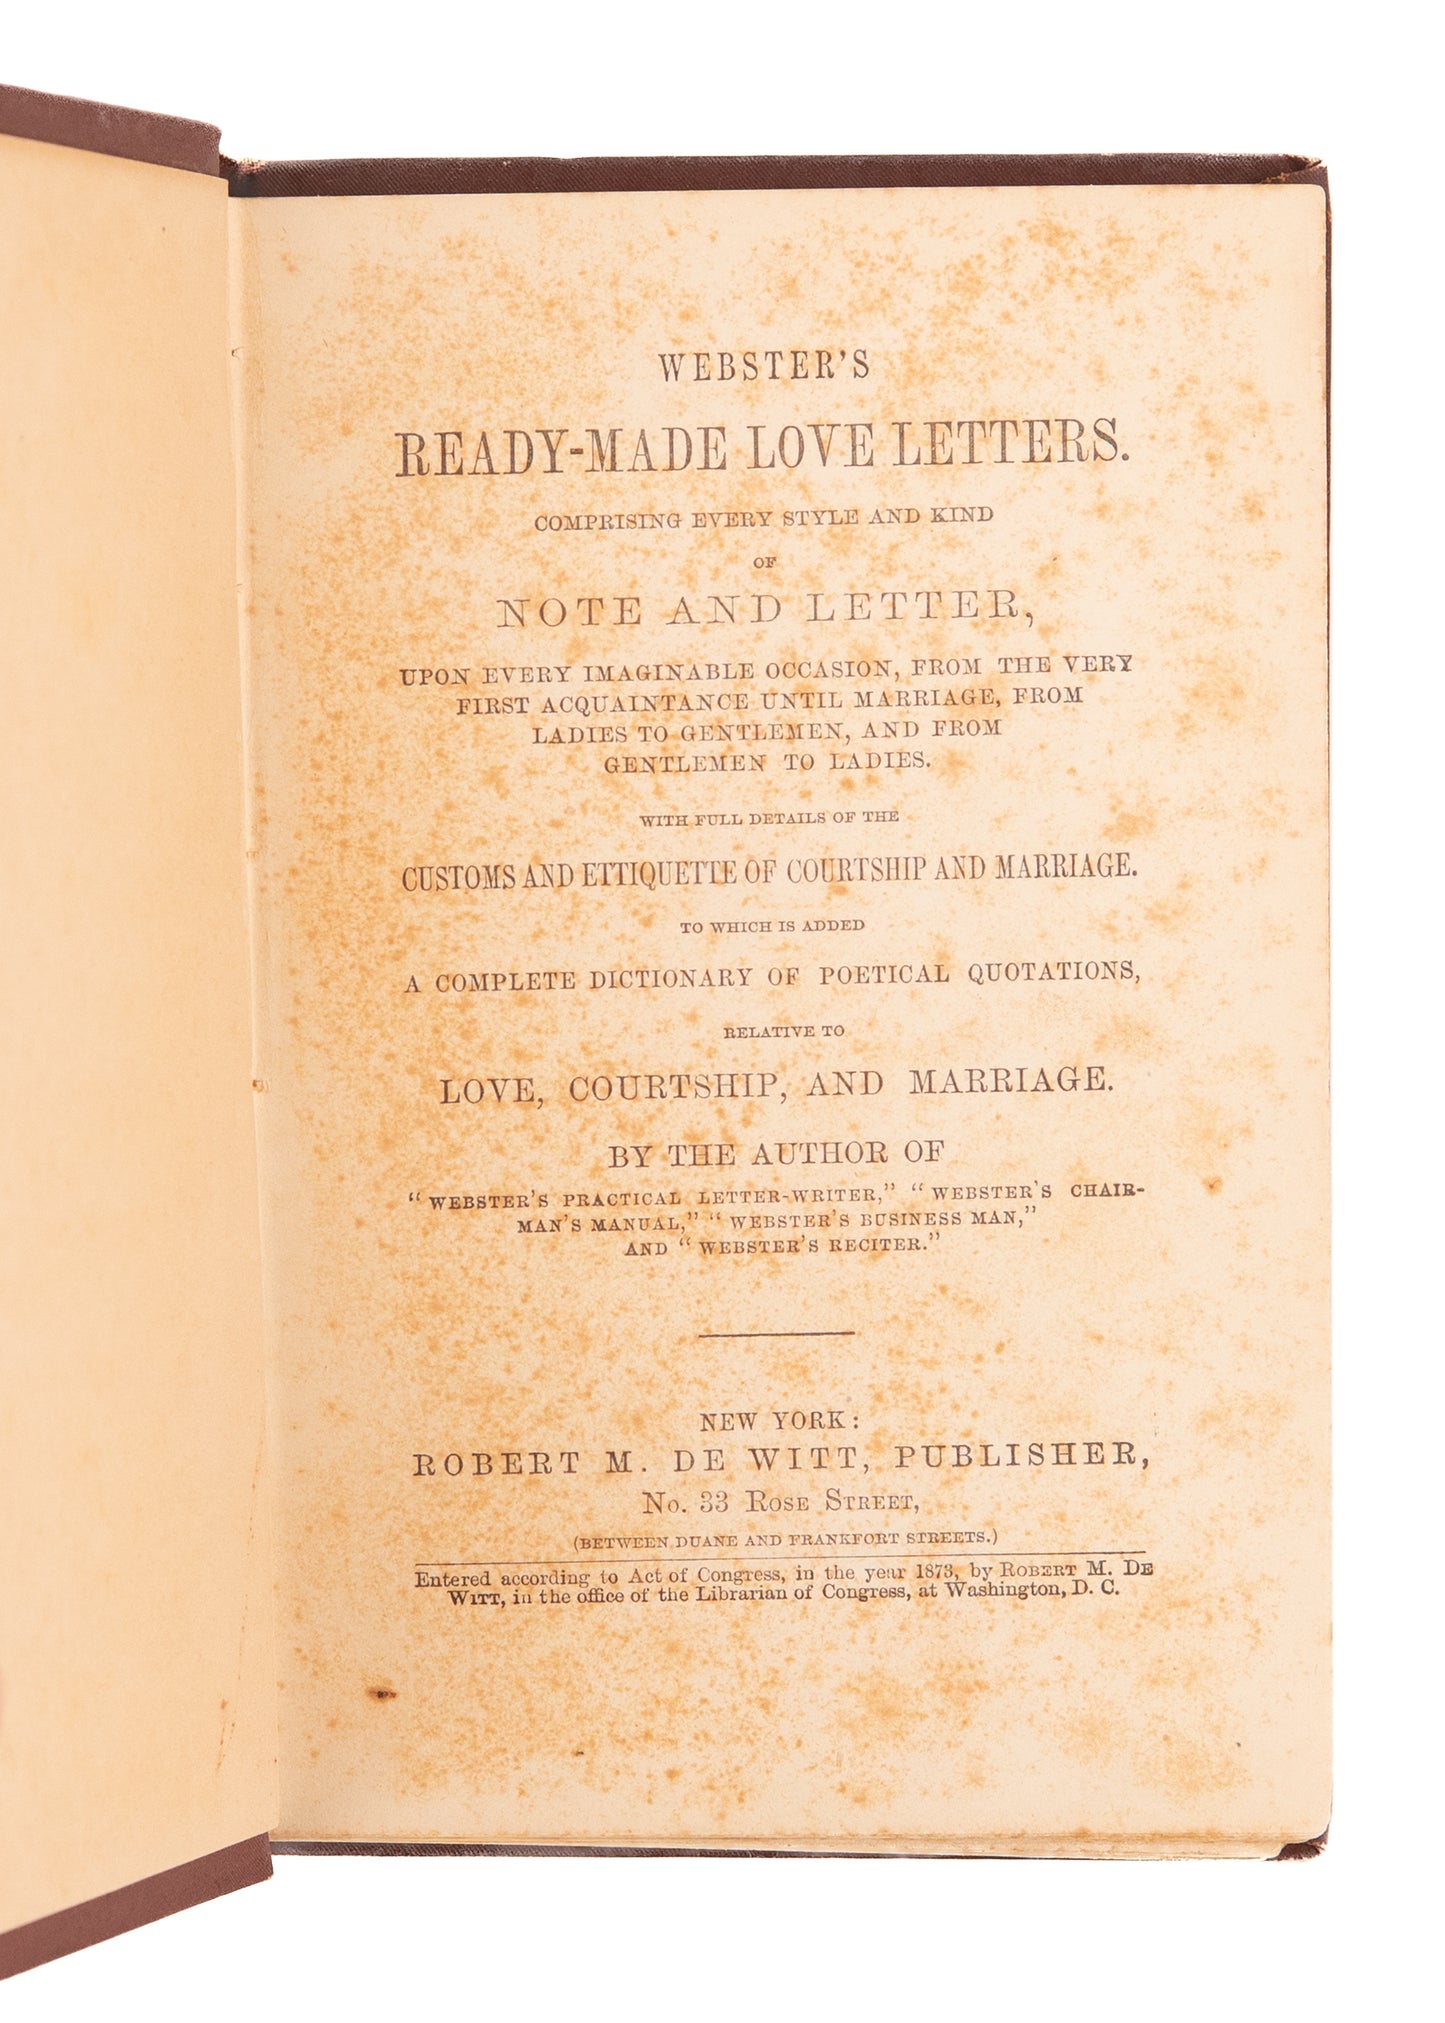 WEBSTER'S
READY-MADE LOVE LETTERS.
COMPRISING EVERY STYLE AND KIND
OF
NOTE AND LETTER,
UPON EVERY IMAGINABLE OCCASION, FROM THE VERY
FIRST ACQUAINTANCE UNTIL MARRIAGE, FROM
LADIES TO GENTLEMEN, AND FROM
GENTLEMEN TO LADIES.
WITH FULL DETAILS OF THE
CUSTOMS AND ETTIQUETTE OF COURTSHIP AND MARRIAGE.
TO WHICH IS ADDED
A COMPLETE DICTIONARY OF POETICAL QUOTATIONS,
RELATIVE TO
LOVE, COURTSHIP, AND MARRIAGE.
BY THE AUTHOR OF
"WEBSTER'S PRACTICAL LETTER-WRITER," "WEBSTER'S CHAIR-
MAN'S MANUAL," "WEBSTER'S BUSINESS MAN,"
AND "WEBSTER'S RECITER."
NEW YORK:
ROBERT M. DE WITT, PUBLISHER,
No. 33 Rose Street,
(BETWEEN DUANE AND FRANKFORT STREETS.)
Entered according to Act of Congress, in the year 1873, by Robert M. De
Witt, in the office of the Librarian of Congress, at Washington, D. C.